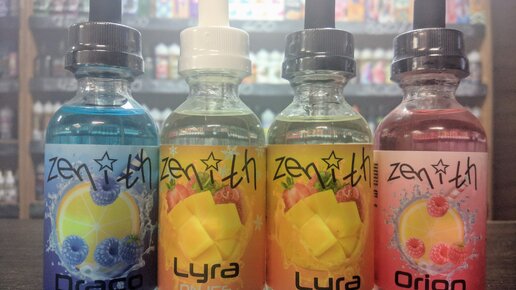 zenith
Draco
zenith
Lyra
zenith
Lyra
zenith
Orion